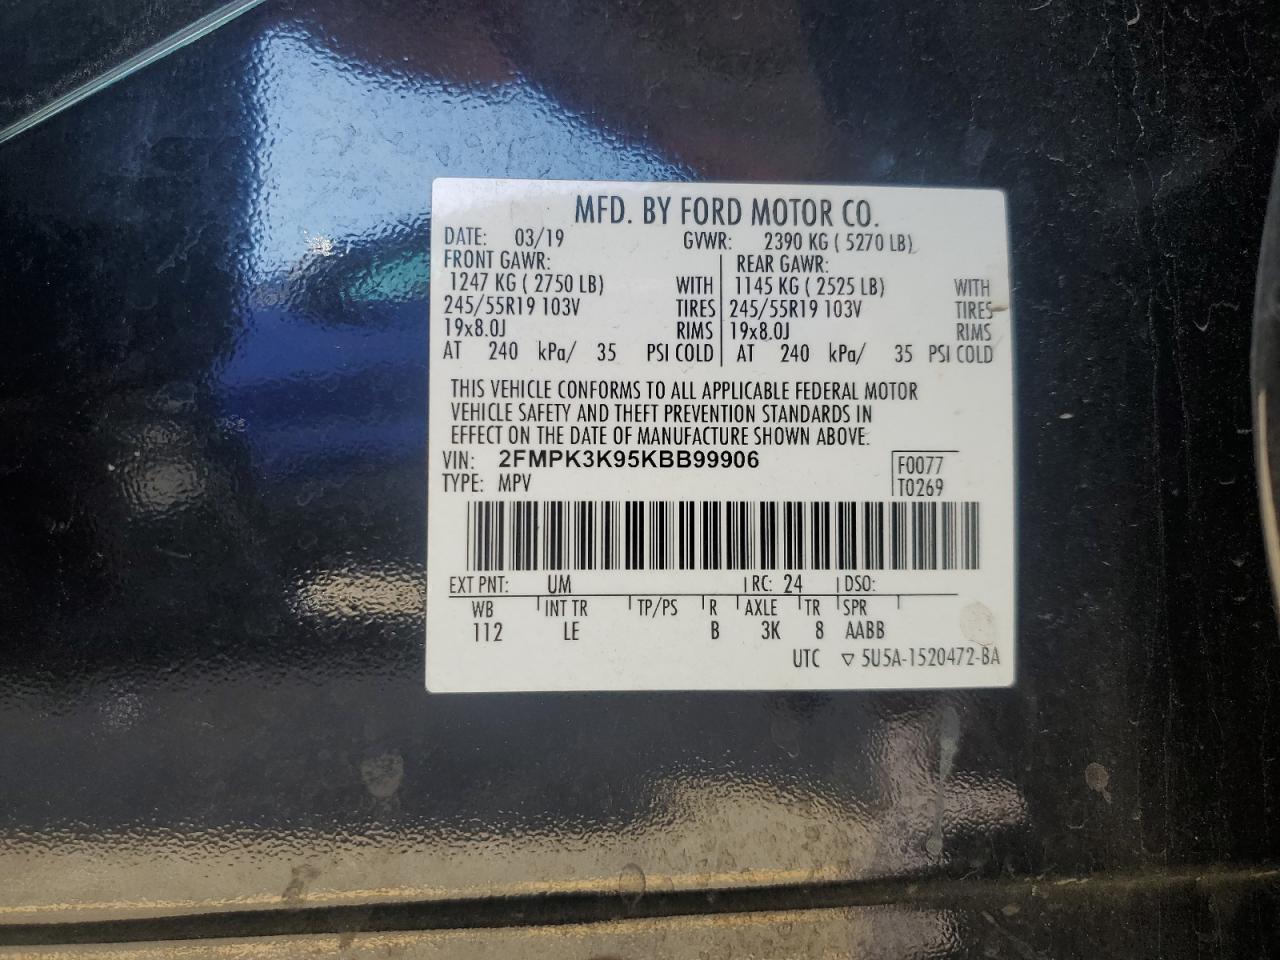 MFD. BY FORD MOTOR CO.
DATE: 03/19 GVWR: 2390 KG ( 5270 LB)
FRONT GAWR: REAR GAWR:
1247 KG ( 2750 LB) WITH 1145 KG ( 2525 LB) WITH
245/55R19 103V TIRES 245/55R19 103V TIRES
19x8.0J RIMS 19x8.0J RIMS
AT 240 kPa/ 35 PSI COLD AT 240 kPa/ 35 PSI COLD
THIS VEHICLE CONFORMS TO ALL APPLICABLE FEDERAL MOTOR
VEHICLE SAFETY AND THEFT PREVENTION STANDARDS IN
EFFECT ON THE DATE OF MANUFACTURE SHOWN ABOVE.
VIN: 2FMPK3K95KBB99906 F0077
TYPE: MPV T0269
EXT PNT: UM RC: 24 DSO:
WB INT TR TP/PS R AXLE TR SPR
112 LE B 3K 8 AABB
UTC ▽ 5U5A-1520472-BA